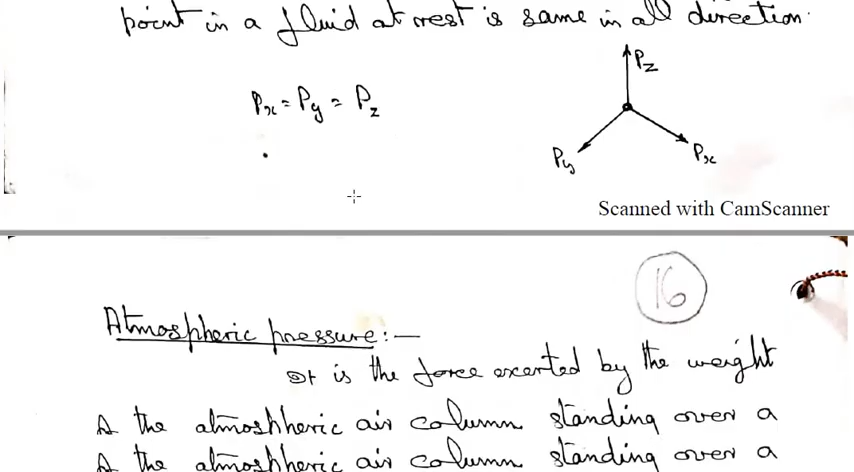 point in a fluid at rest is same in all direction.
Pz
Px = Py = Pz
Py
Px
Scanned with CamScanner
16
Atmospheric pressure :—
It is the force exerted by the weight
of the atmospheric air column standing over a
of the atmospheric air column standing over a